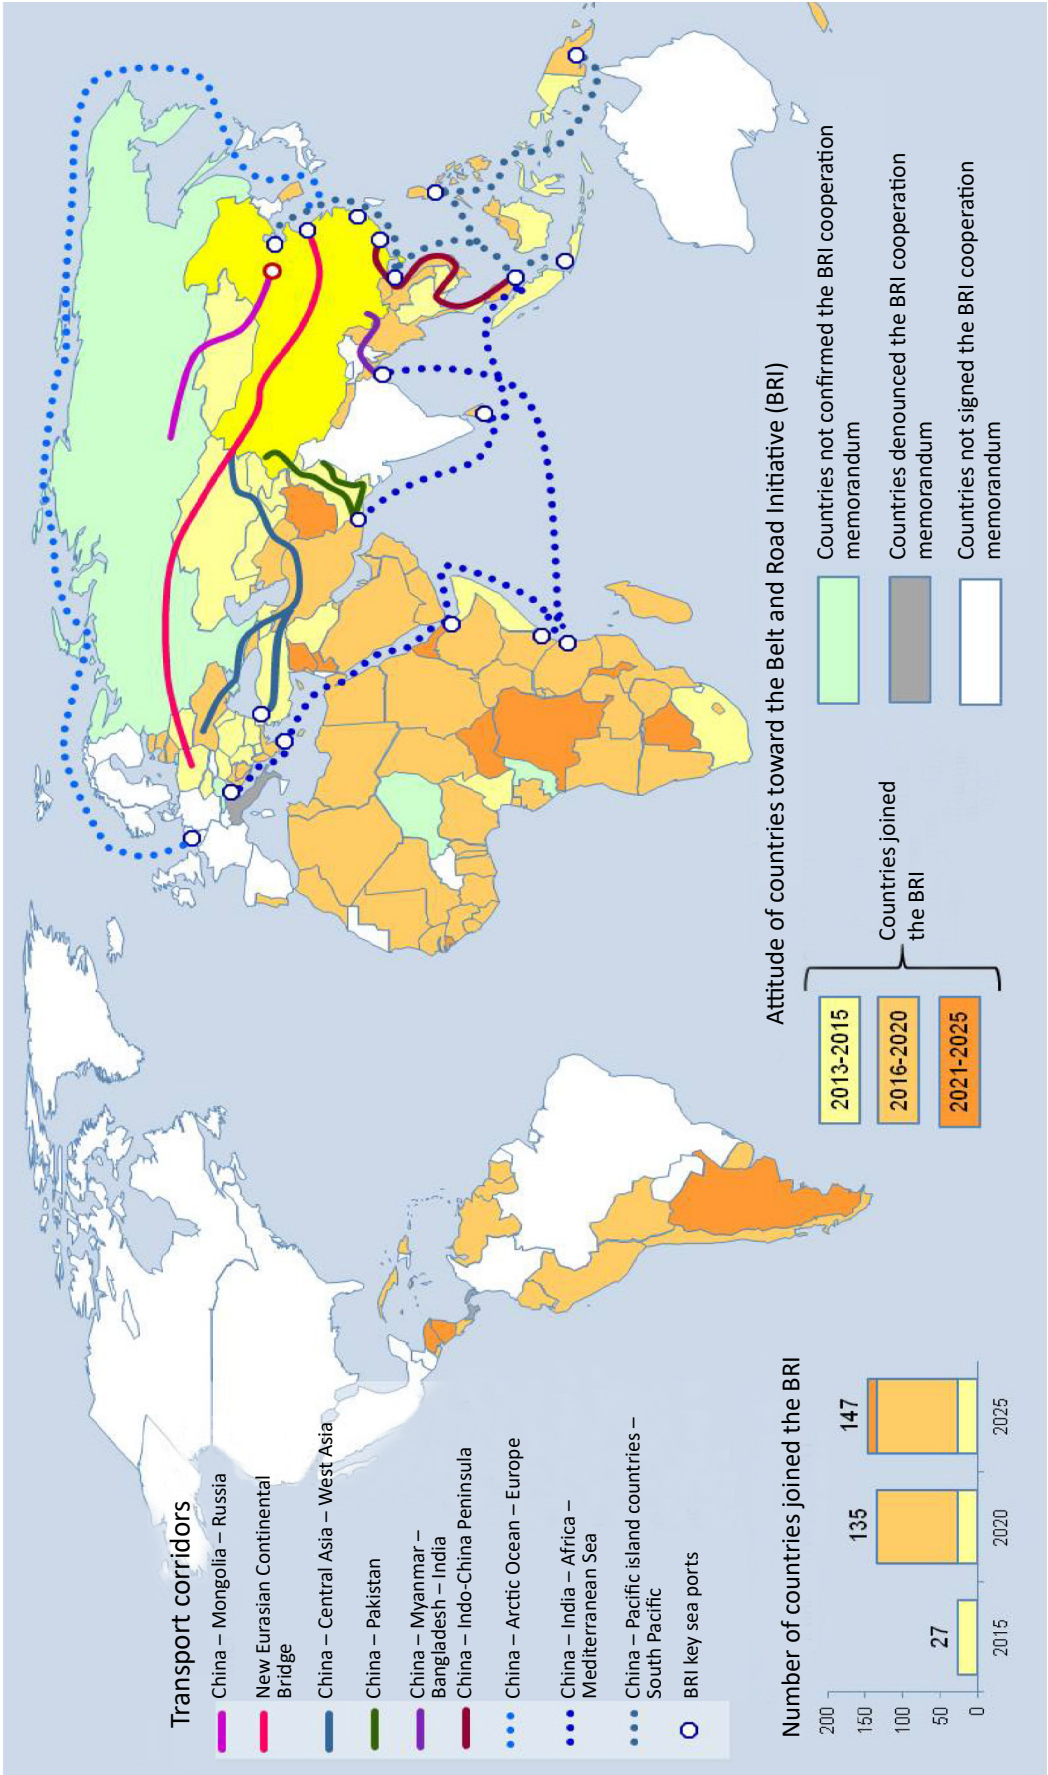 Transport corridors
China – Mongolia – Russia
New Eurasian Continental
Bridge
China – Central Asia – West Asia
China – Pakistan
China – Myanmar –
Bangladesh – India
China – Indo-China Peninsula
China – Arctic Ocean – Europe
China – India – Africa –
Mediterranean Sea
China – Pacific island countries –
South Pacific
BRI key sea ports
Number of countries joined the BRI
200
150
100
50
0
27
135
147
2015
2020
2025
Attitude of countries toward the Belt and Road Initiative (BRI)
2013-2015
2016-2020
2021-2025
Countries joined
the BRI
Countries not confirmed the BRI cooperation
memorandum
Countries denounced the BRI cooperation
memorandum
Countries not signed the BRI cooperation
memorandum